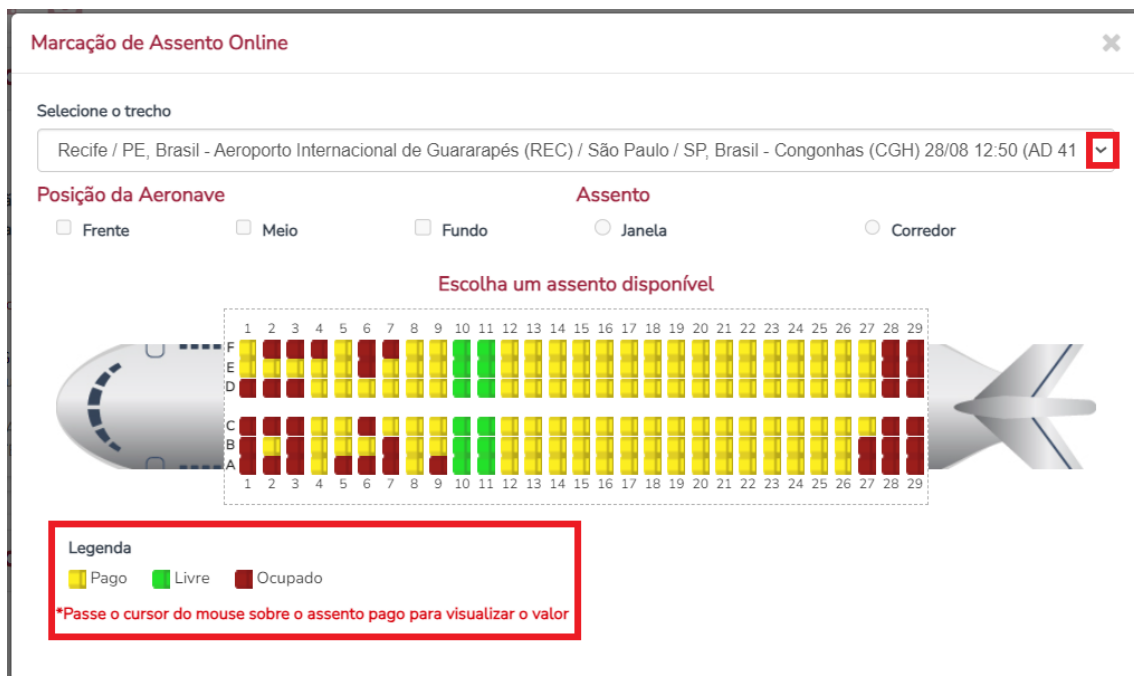 Marcação de Assento Online
Selecione o trecho
Recife / PE, Brasil - Aeroporto Internacional de Guararapés (REC) / São Paulo / SP, Brasil - Congonhas (CGH) 28/08 12:50 (AD 41
Posição da Aeronave Assento
Frente Meio Fundo Janela Corredor
Escolha um assento disponível
1 2 3 4 5 6 7 8 9 10 11 12 13 14 15 16 17 18 19 20 21 22 23 24 25 26 27 28 29
F
E
D
C
B
A
1 2 3 4 5 6 7 8 9 10 11 12 13 14 15 16 17 18 19 20 21 22 23 24 25 26 27 28 29
Legenda
Pago Livre Ocupado
*Passe o cursor do mouse sobre o assento pago para visualizar o valor